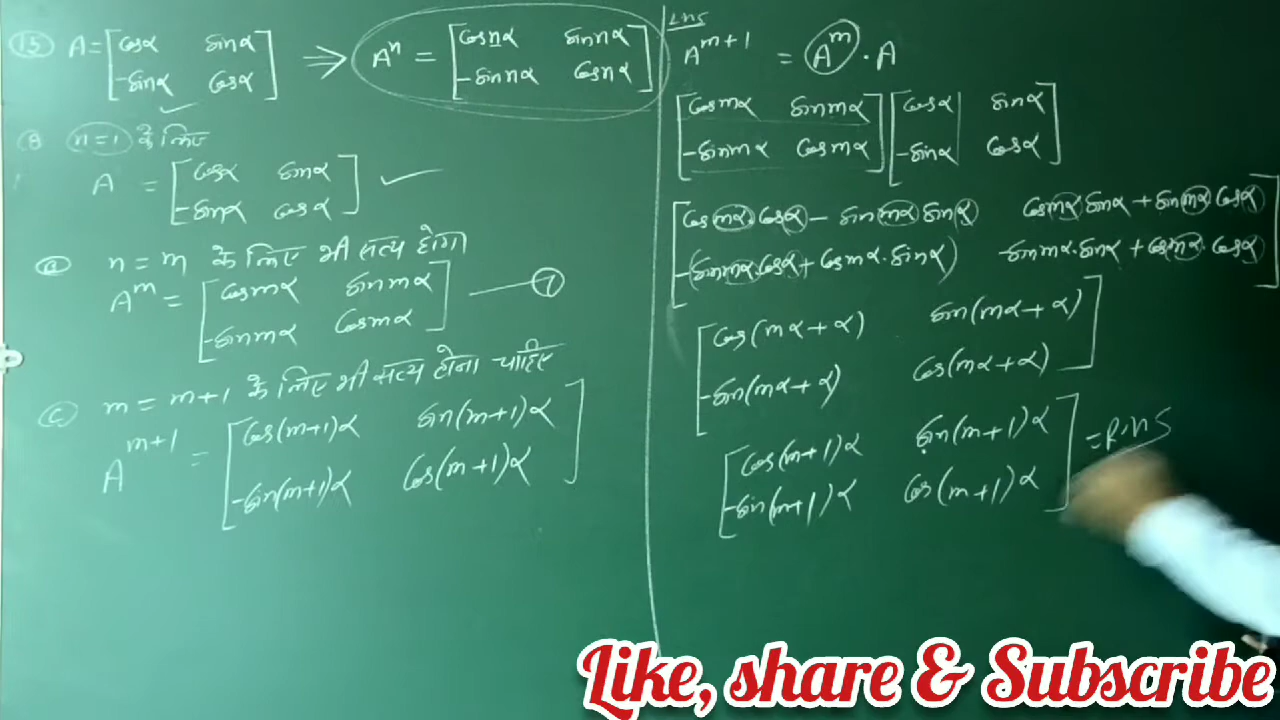 15) A = [cosα sinα
-sinα cosα] ⇒ Aⁿ = [cosnα sinnα
-sinnα cosnα]
n=1 के लिए
A = [cosα sinα
-sinα cosα] ✓
n = m के लिए भी सत्य होगा
Aᵐ = [cosmα sinmα
-sinmα cosmα]
(c) m = m+1 के लिए भी सत्य होना चाहिए
Aᵐ⁺¹ = [cos(m+1)α sin(m+1)α
-sin(m+1)α cos(m+1)α]
LHS
Aᵐ⁺¹ = Aᵐ · A
[cosmα sinmα
-sinmα cosmα] [cosα sinα
-sinα cosα]
[cosmα·cosα - sinmα sinα cosmα sinα + sinmα cosα
-(sinmα·cosα + cosmα·sinα) -sinmα·sinα + cosmα·cosα]
[cos(mα+α) sin(mα+α)
-sin(mα+α) cos(mα+α)]
[cos(m+1)α sin(m+1)α
-sin(m+1)α cos(m+1)α] = RHS
Like, share & Subscribe